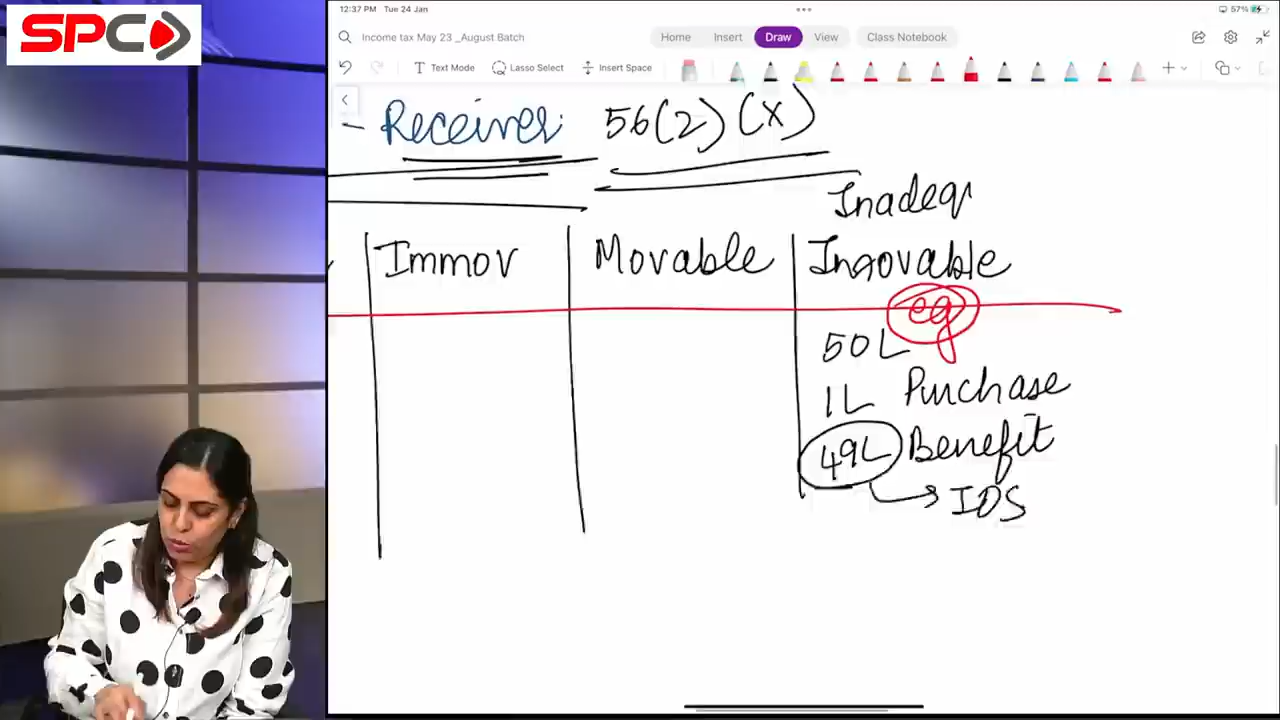 SPC
12:37 PM Tue 24 Jan
57%
Income tax May 23 _August Batch
Home Insert Draw View Class Notebook
Text Mode Lasso Select Insert Space
- Receiver 56(2)(x)
Inadeq
Immov Movable Immovable
eg
50L
1L Purchase
49L Benefit
IOS